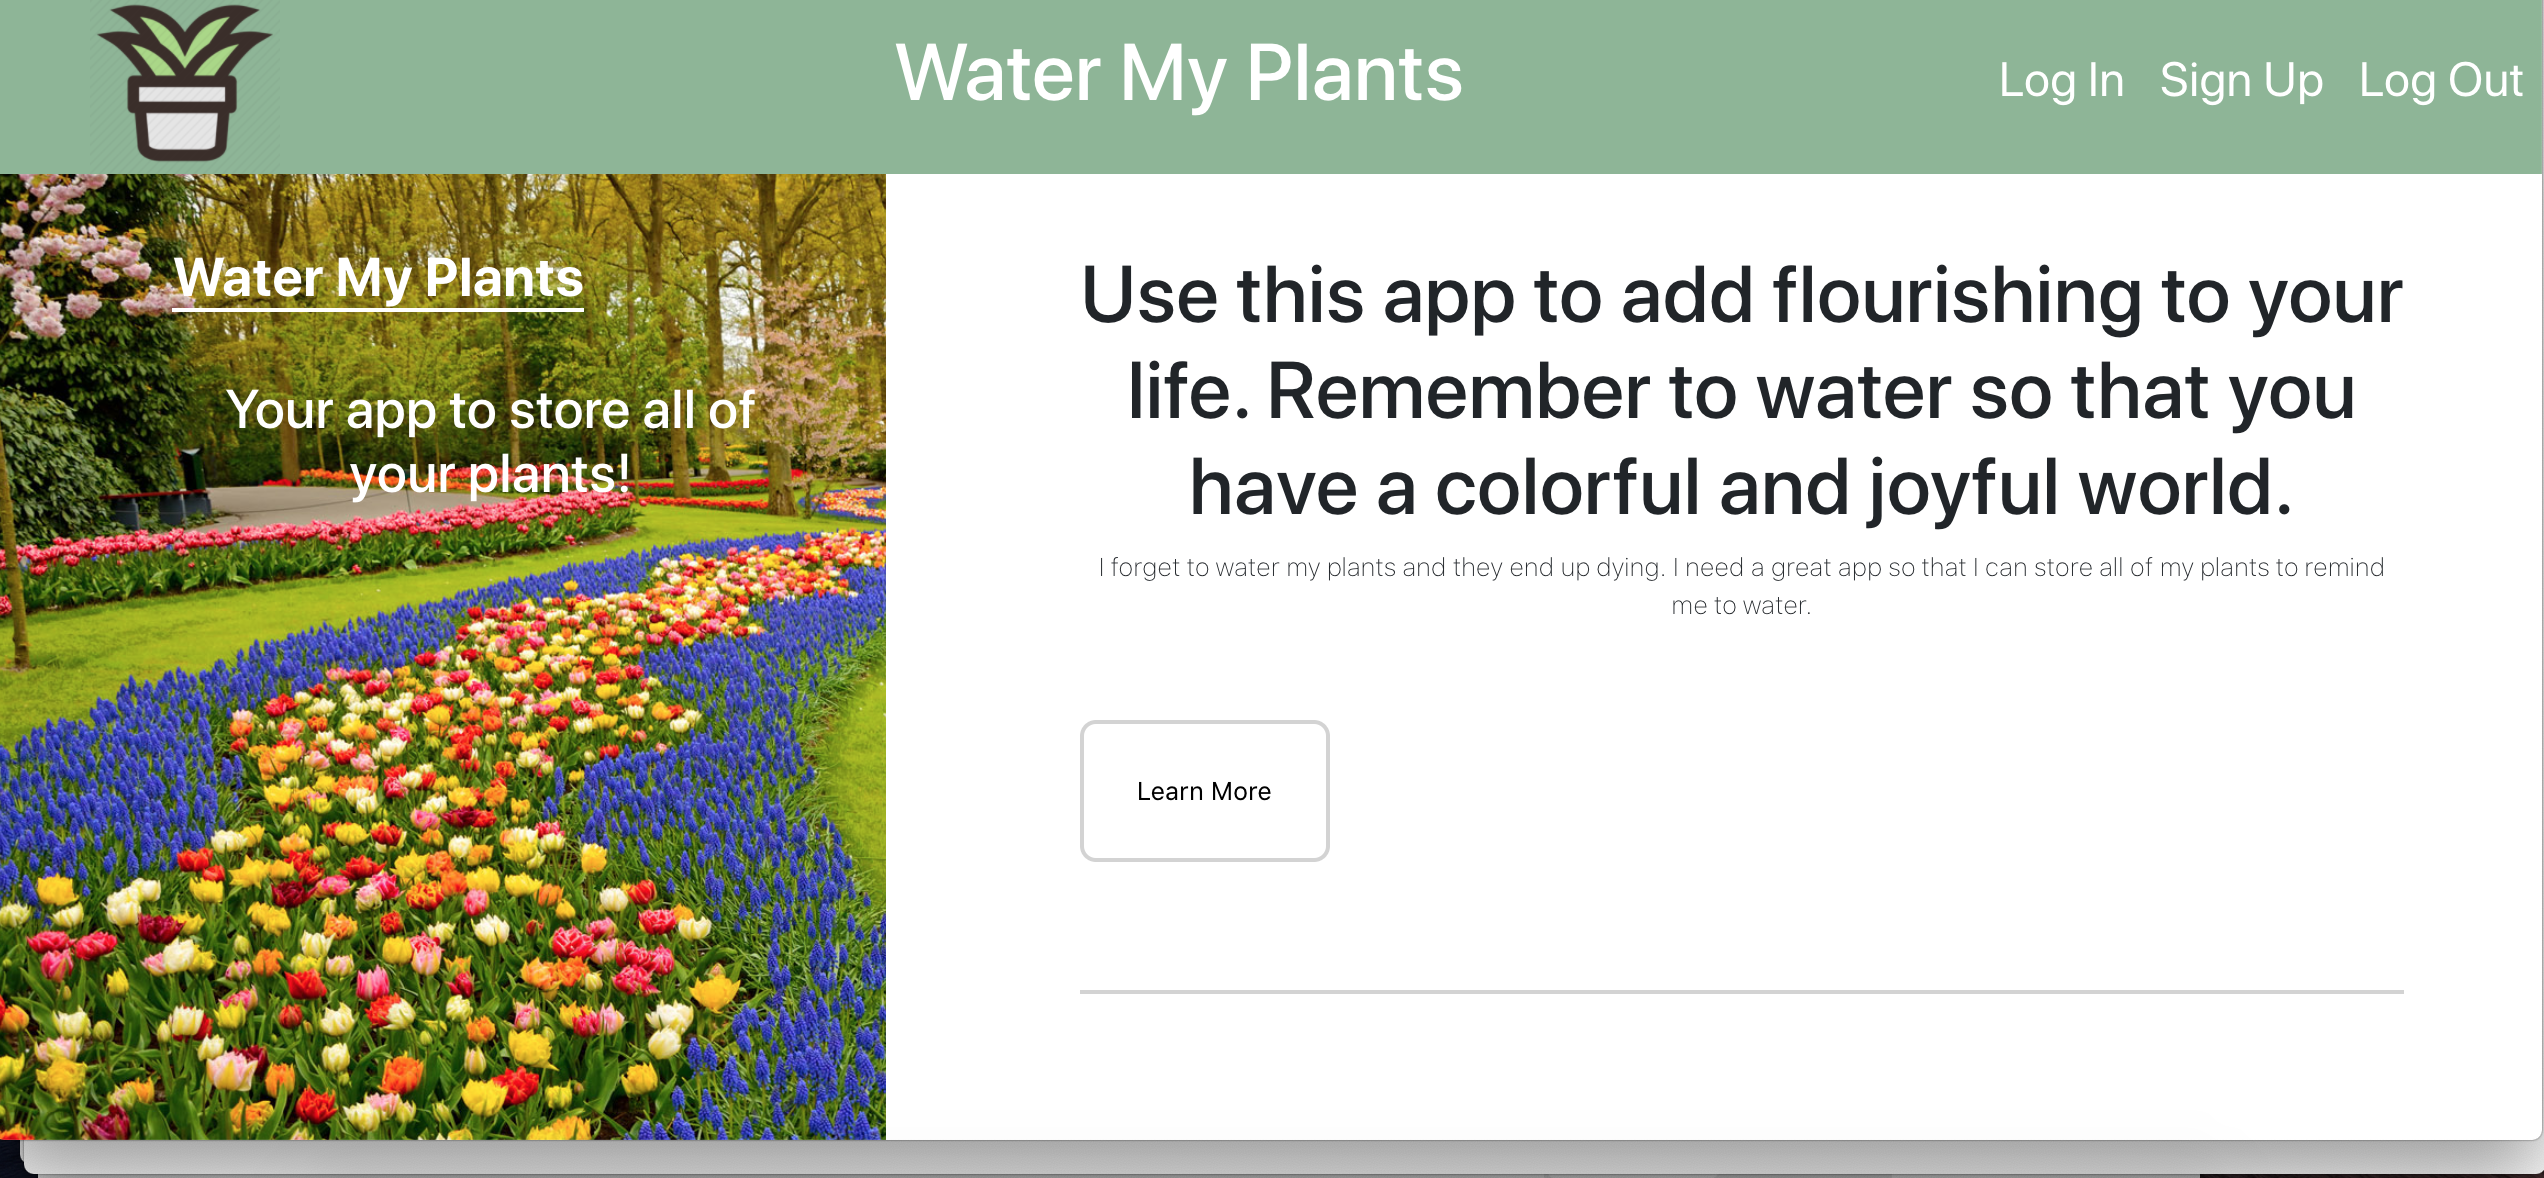 Water My Plants
Log In Sign Up Log Out
Water My Plants
Your app to store all of
your plants!
Use this app to add flourishing to your
life. Remember to water so that you
have a colorful and joyful world.
I forget to water my plants and they end up dying. I need a great app so that I can store all of my plants to remind
me to water.
Learn More